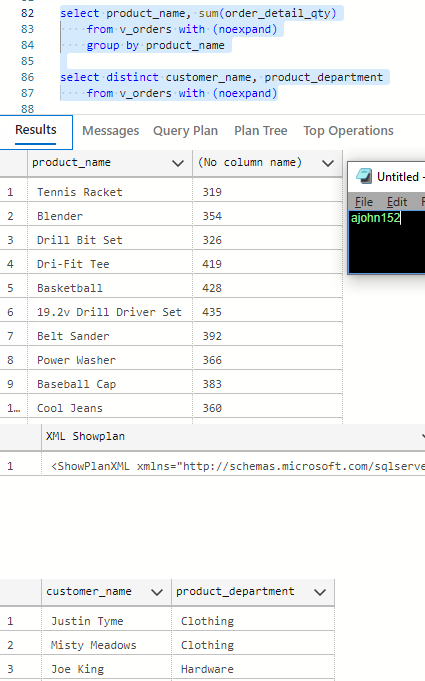 82 select product_name, sum(order_detail_qty)
83 from v_orders with (noexpand)
84 group by product_name
85
86 select distinct customer_name, product_department
87 from v_orders with (noexpand)
88
Results Messages Query Plan Plan Tree Top Operations
product_name (No column name)
1 Tennis Racket 319
2 Blender 354
3 Drill Bit Set 326
4 Dri-Fit Tee 419
5 Basketball 428
6 19.2v Drill Driver Set 435
7 Belt Sander 392
8 Power Washer 366
9 Baseball Cap 383
1… Cool Jeans 360
Untitled -
File Edit
ajohn152
XML Showplan
1 <ShowPlanXML xmlns="http://schemas.microsoft.com/sqlserve
customer_name product_department
1 Justin Tyme Clothing
2 Misty Meadows Clothing
3 Joe King Hardware